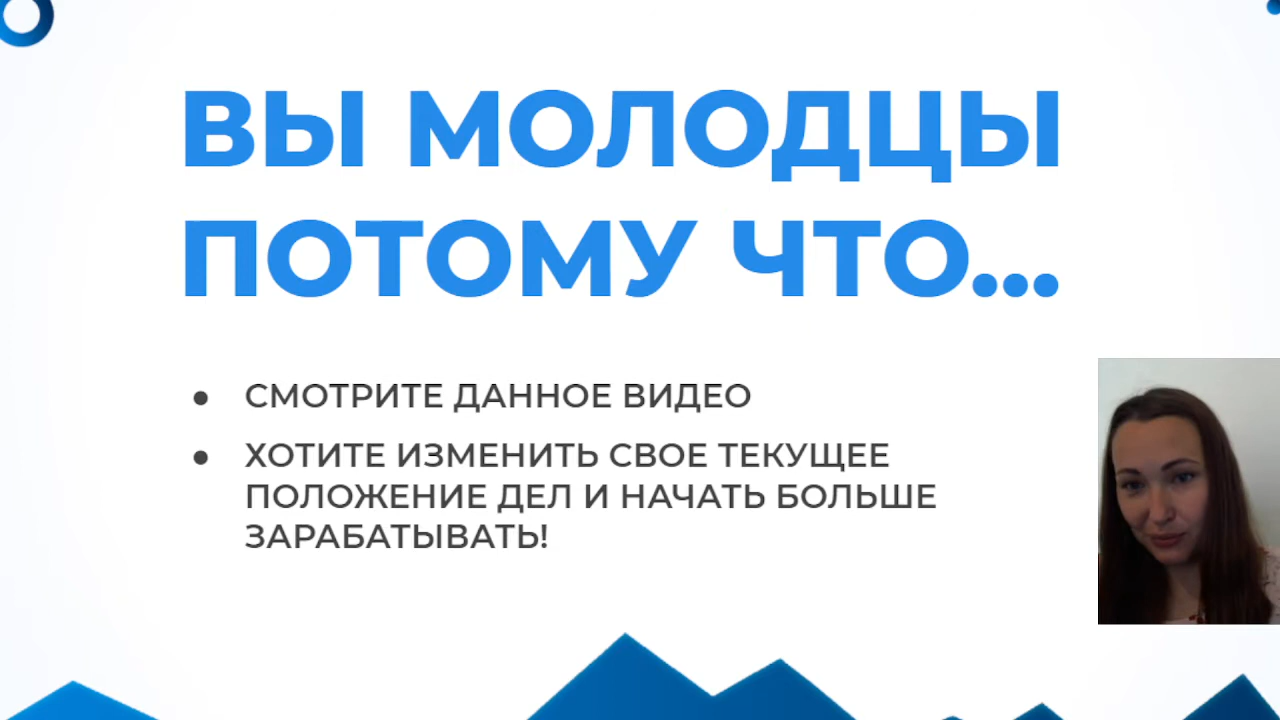 ВЫ МОЛОДЦЫ
ПОТОМУ ЧТО...
● СМОТРИТЕ ДАННОЕ ВИДЕО
● ХОТИТЕ ИЗМЕНИТЬ СВОЕ ТЕКУЩЕЕ
ПОЛОЖЕНИЕ ДЕЛ И НАЧАТЬ БОЛЬШЕ
ЗАРАБАТЫВАТЬ!